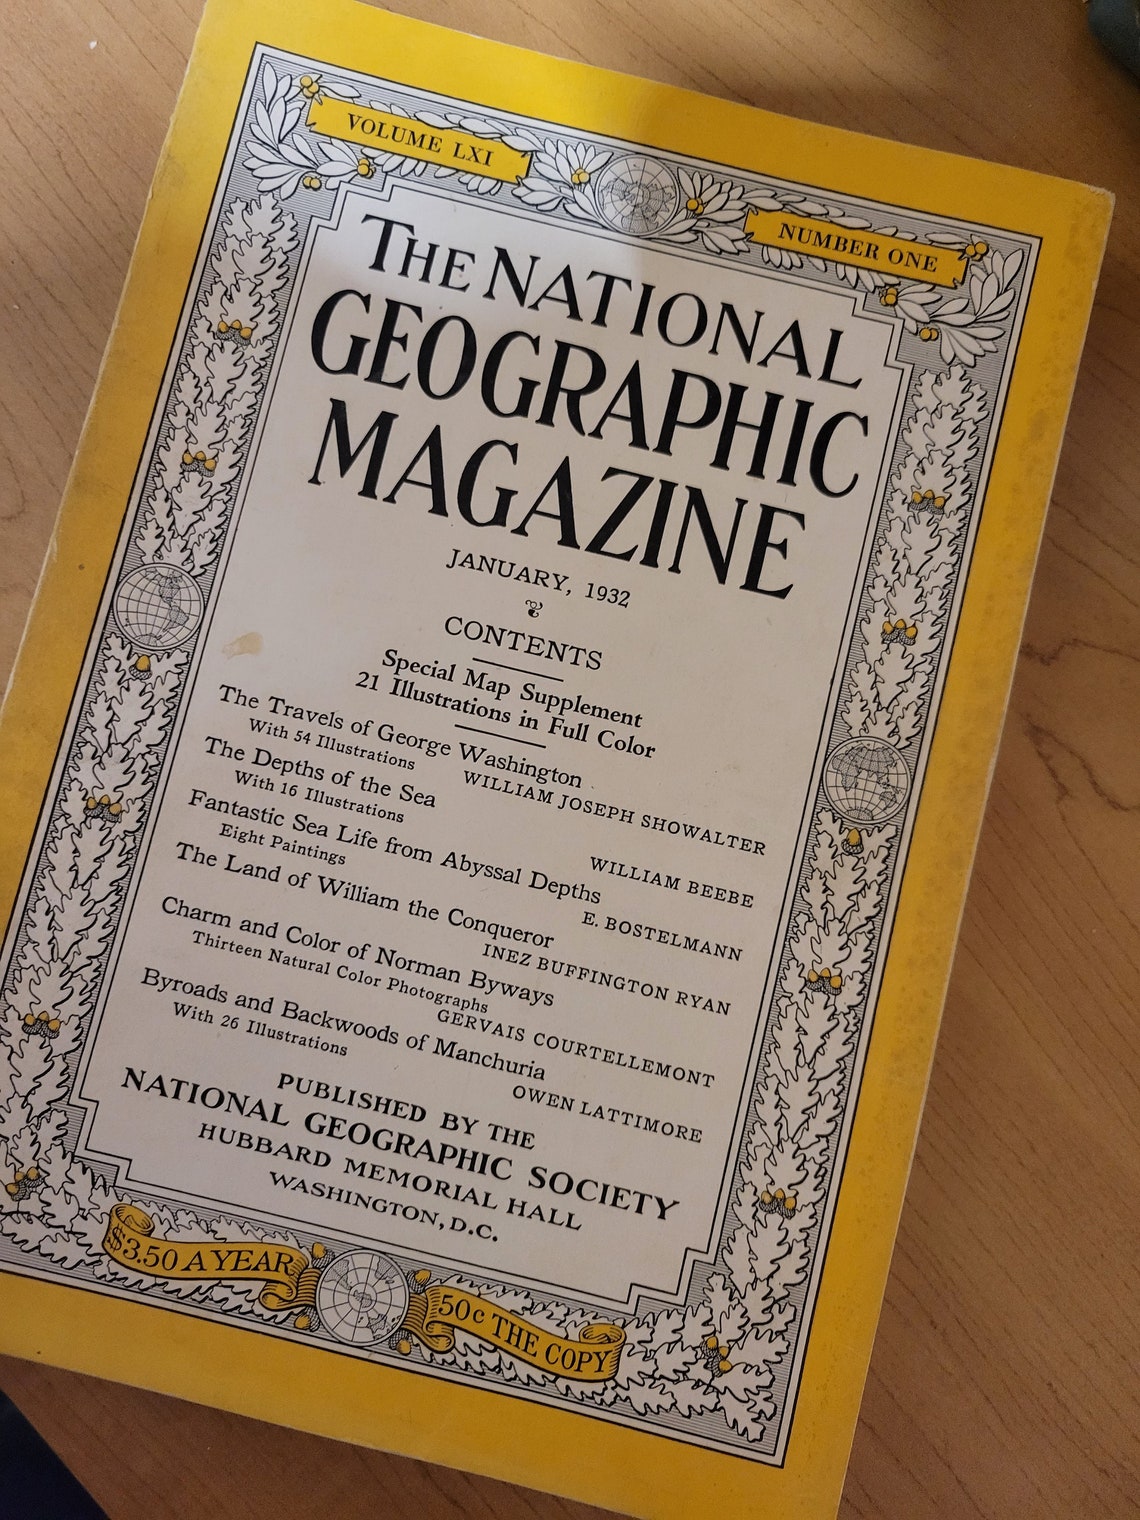 VOLUME LXI
NUMBER ONE
THE NATIONAL
GEOGRAPHIC
MAGAZINE
JANUARY, 1932
CONTENTS
Special Map Supplement
21 Illustrations in Full Color
The Travels of George Washington
With 54 Illustrations
WILLIAM JOSEPH SHOWALTER
The Depths of the Sea
With 16 Illustrations
WILLIAM BEEBE
Fantastic Sea Life from Abyssal Depths
Eight Paintings
E. BOSTELMANN
The Land of William the Conqueror
INEZ BUFFINGTON RYAN
Charm and Color of Norman Byways
Thirteen Natural Color Photographs
GERVAIS COURTELLEMONT
Byroads and Backwoods of Manchuria
With 26 Illustrations
OWEN LATTIMORE
PUBLISHED BY THE
NATIONAL GEOGRAPHIC SOCIETY
HUBBARD MEMORIAL HALL
WASHINGTON, D.C.
$3.50 A YEAR
50c THE COPY